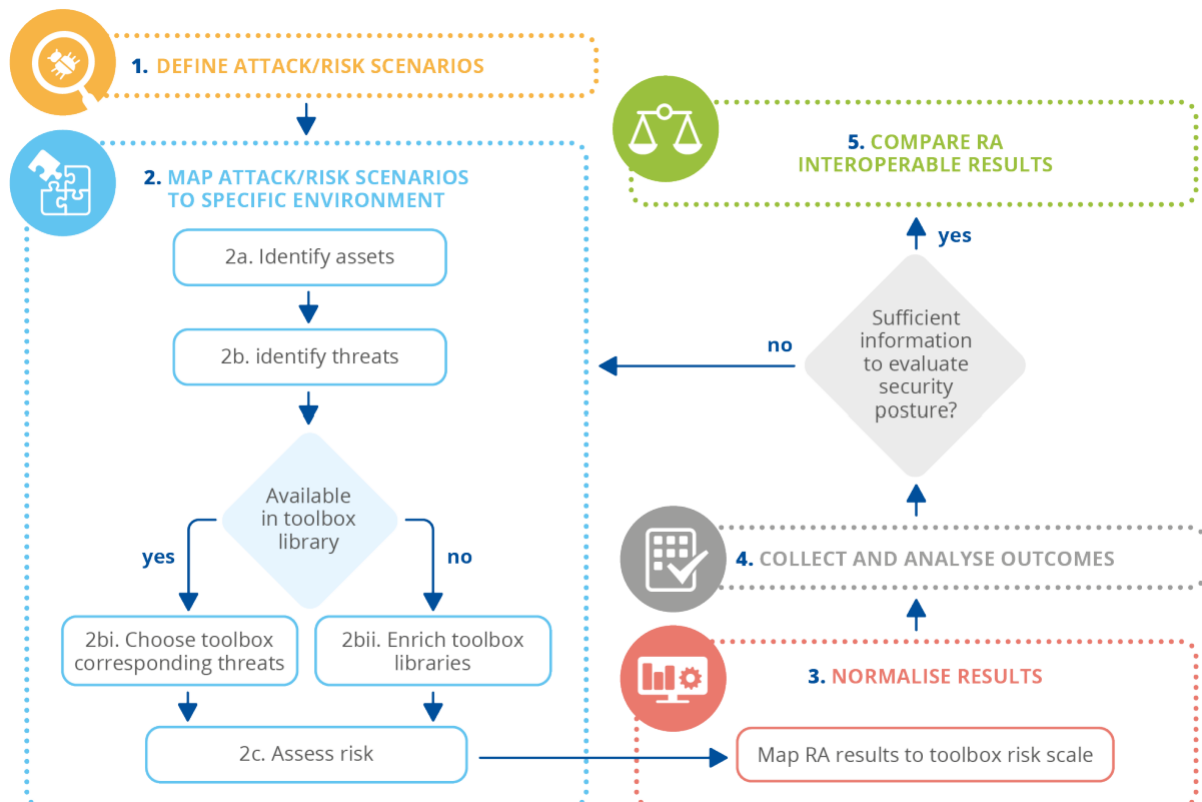 1. DEFINE ATTACK/RISK SCENARIOS
2. MAP ATTACK/RISK SCENARIOS
TO SPECIFIC ENVIRONMENT
2a. Identify assets
2b. identify threats
Available
in toolbox
library
yes
no
2bi. Choose toolbox
corresponding threats
2bii. Enrich toolbox
libraries
2c. Assess risk
3. NORMALISE RESULTS
Map RA results to toolbox risk scale
4. COLLECT AND ANALYSE OUTCOMES
Sufficient
information
to evaluate
security
posture?
no
yes
5. COMPARE RA
INTEROPERABLE RESULTS